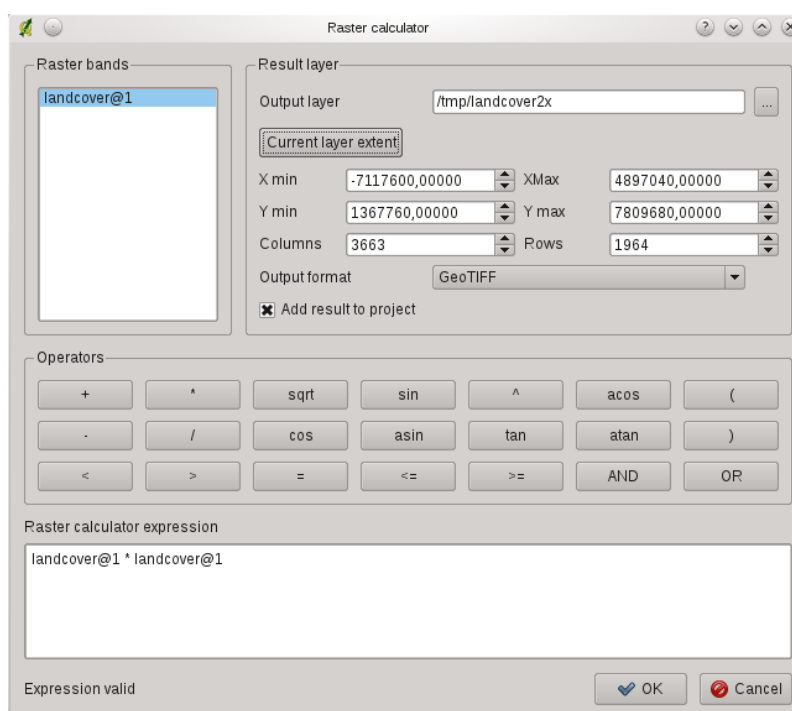 Raster calculator
Raster bands
landcover@1
Result layer
Output layer /tmp/landcover2x ...
Current layer extent
X min -7117600,00000 XMax 4897040,00000
Y min 1367760,00000 Y max 7809680,00000
Columns 3663 Rows 1964
Output format GeoTIFF
Add result to project
Operators
+ * sqrt sin ^ acos (
- / cos asin tan atan )
< > = <= >= AND OR
Raster calculator expression
landcover@1 * landcover@1
Expression valid OK Cancel